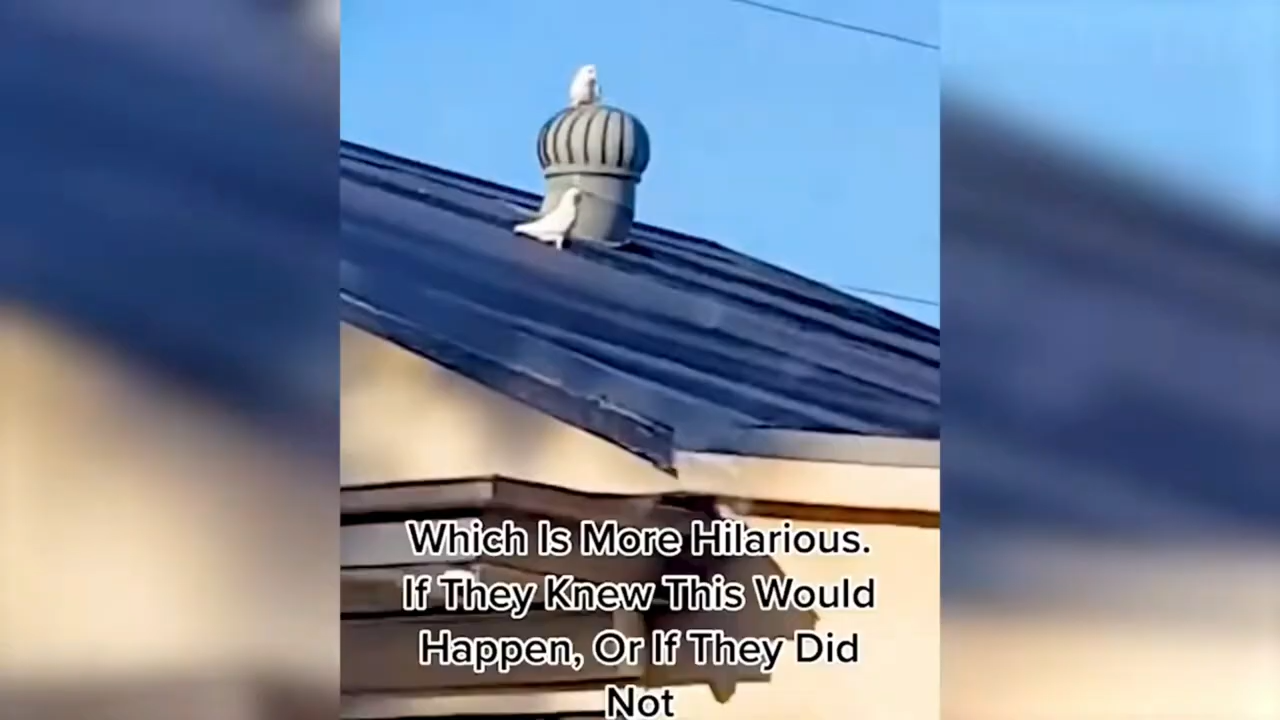 Which Is More Hilarious.
If They Knew This Would
Happen, Or If They Did
Not